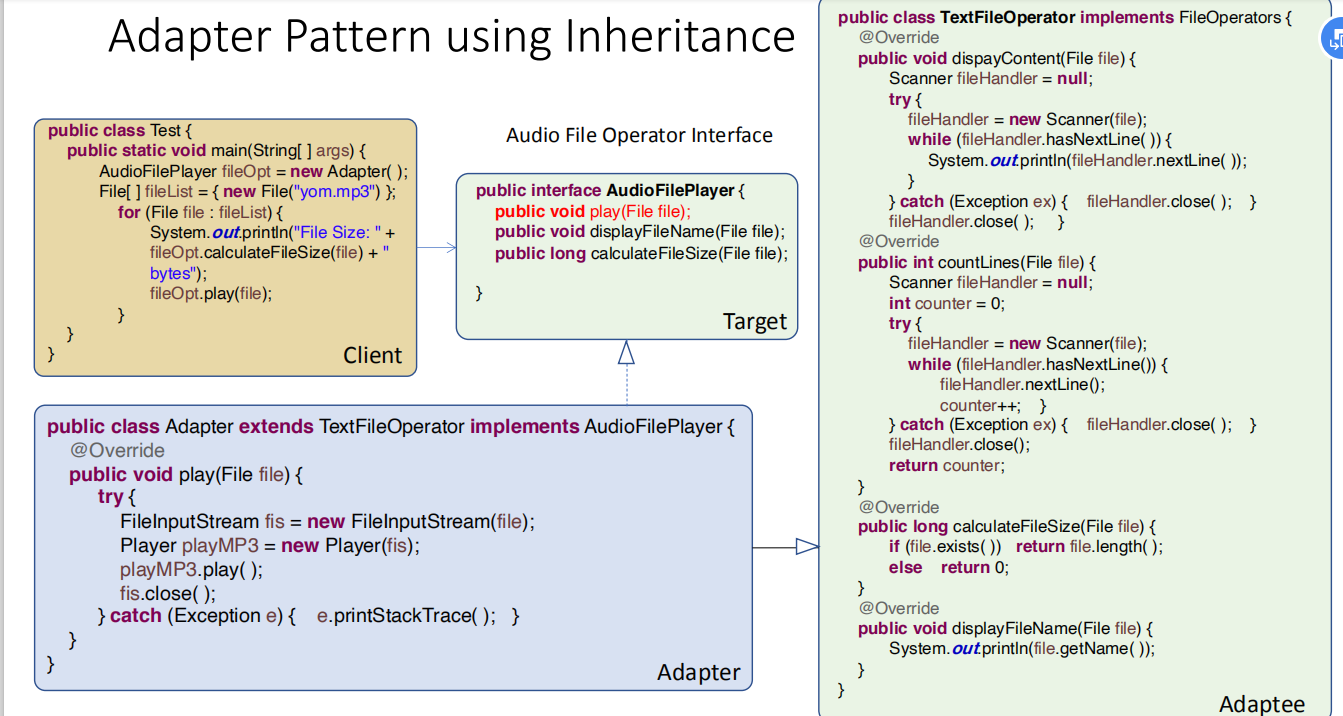 Adapter Pattern using Inheritance
public class Test {
public static void main(String[ ] args) {
AudioFilePlayer fileOpt = new Adapter( );
File[ ] fileList = { new File("yom.mp3") };
for (File file : fileList) {
System.out.println("File Size: " +
fileOpt.calculateFileSize(file) + "
bytes");
fileOpt.play(file);
}
}
}
Client
Audio File Operator Interface
public interface AudioFilePlayer {
public void play(File file);
public void displayFileName(File file);
public long calculateFileSize(File file);
}
Target
public class Adapter extends TextFileOperator implements AudioFilePlayer {
@Override
public void play(File file) {
try {
FileInputStream fis = new FileInputStream(file);
Player playMP3 = new Player(fis);
playMP3.play( );
fis.close( );
} catch (Exception e) { e.printStackTrace( ); }
}
}
Adapter
public class TextFileOperator implements FileOperators {
@Override
public void dispayContent(File file) {
Scanner fileHandler = null;
try {
fileHandler = new Scanner(file);
while (fileHandler.hasNextLine( )) {
System.out.println(fileHandler.nextLine( ));
}
} catch (Exception ex) { fileHandler.close( ); }
fileHandler.close( ); }
@Override
public int countLines(File file) {
Scanner fileHandler = null;
int counter = 0;
try {
fileHandler = new Scanner(file);
while (fileHandler.hasNextLine()) {
fileHandler.nextLine();
counter++; }
} catch (Exception ex) { fileHandler.close( ); }
fileHandler.close();
return counter;
}
@Override
public long calculateFileSize(File file) {
if (file.exists( )) return file.length( );
else return 0;
}
@Override
public void displayFileName(File file) {
System.out.println(file.getName( ));
}
}
Adaptee